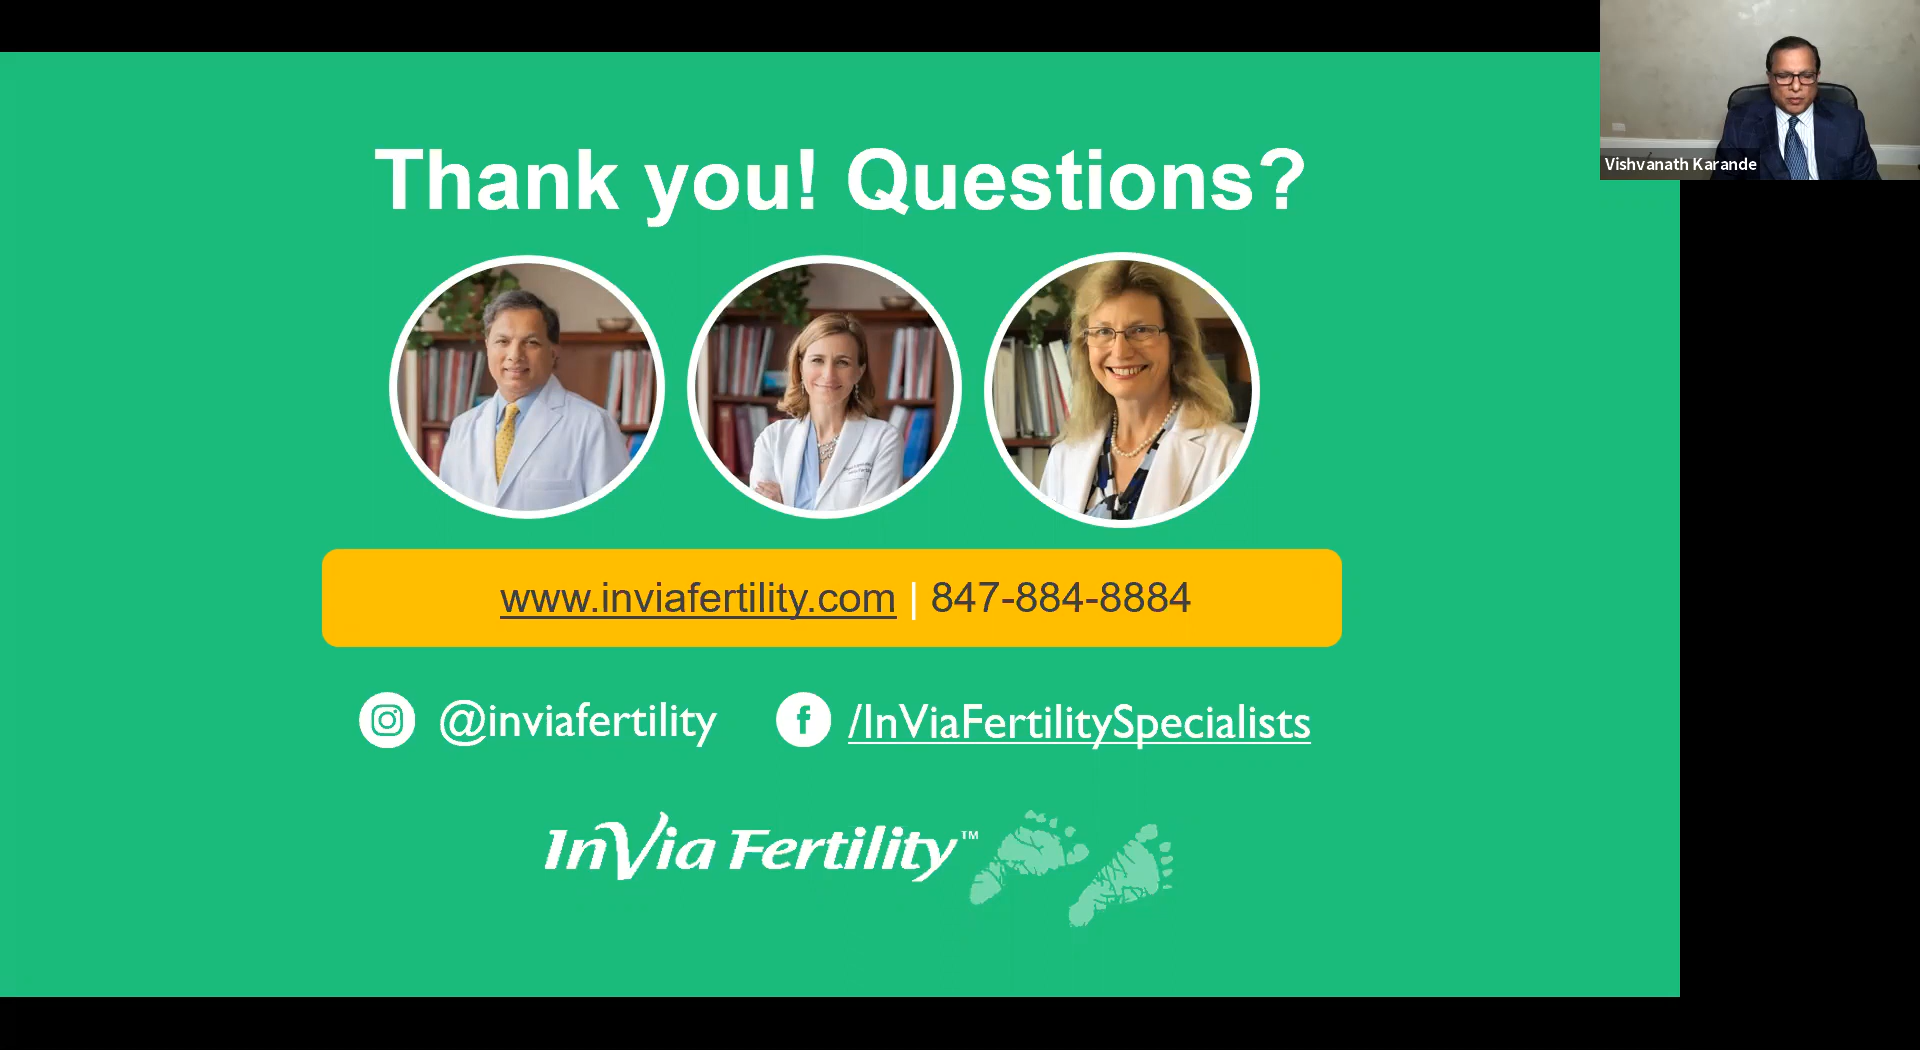 Thank you! Questions?
www.inviafertility.com | 847-884-8884
@inviafertility
/InViaFertilitySpecialists
InVia Fertility™
Vishvanath Karande